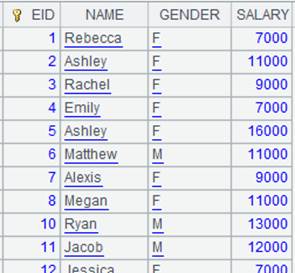 EID NAME GENDER SALARY
1 Rebecca F 7000
2 Ashley F 11000
3 Rachel F 9000
4 Emily F 7000
5 Ashley F 16000
6 Matthew M 11000
7 Alexis F 9000
8 Megan F 11000
10 Ryan M 13000
11 Jacob M 12000
12 Jessica F 7000